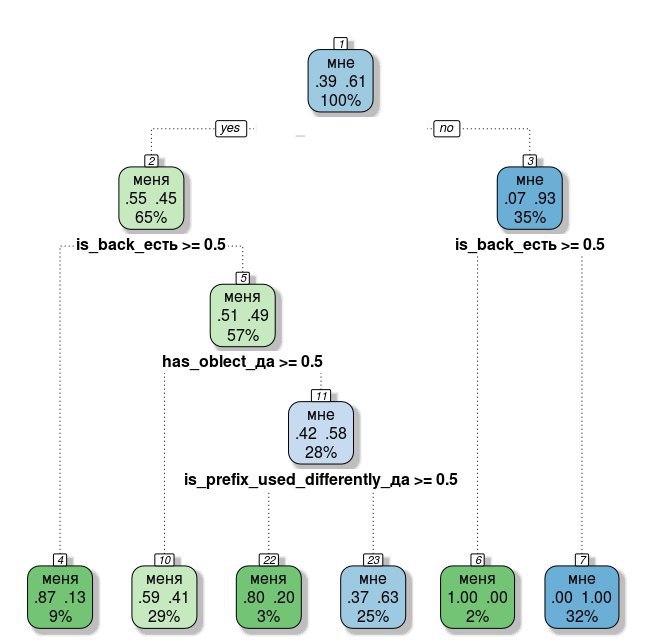 1
мне
.39 .61
100%
yes
no
2
меня
.55 .45
65%
3
мне
.07 .93
35%
is_back_есть >= 0.5
is_back_есть >= 0.5
5
меня
.51 .49
57%
has_oblect_да >= 0.5
11
мне
.42 .58
28%
is_prefix_used_differently_да >= 0.5
4
меня
.87 .13
9%
10
меня
.59 .41
29%
22
меня
.80 .20
3%
23
мне
.37 .63
25%
6
меня
1.00 .00
2%
7
мне
.00 1.00
32%